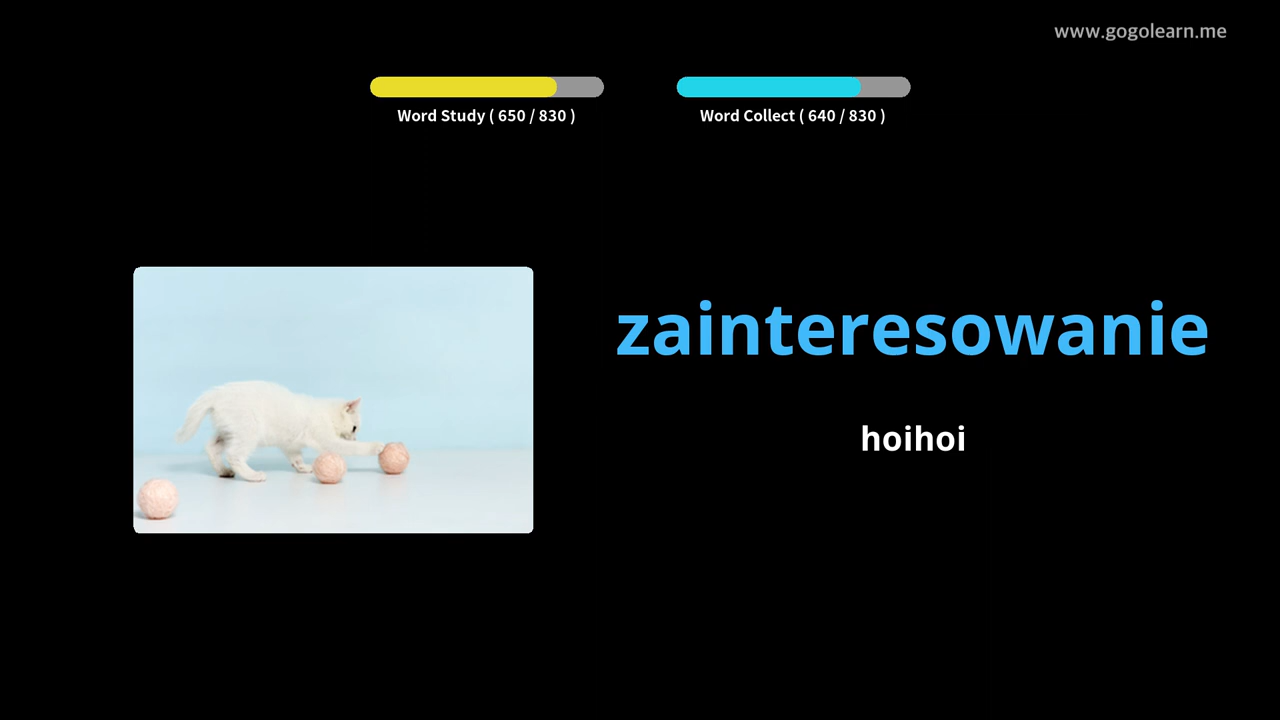 www.gogolearn.me
Word Study ( 650 / 830 )
Word Collect ( 640 / 830 )
zainteresowanie
hoihoi